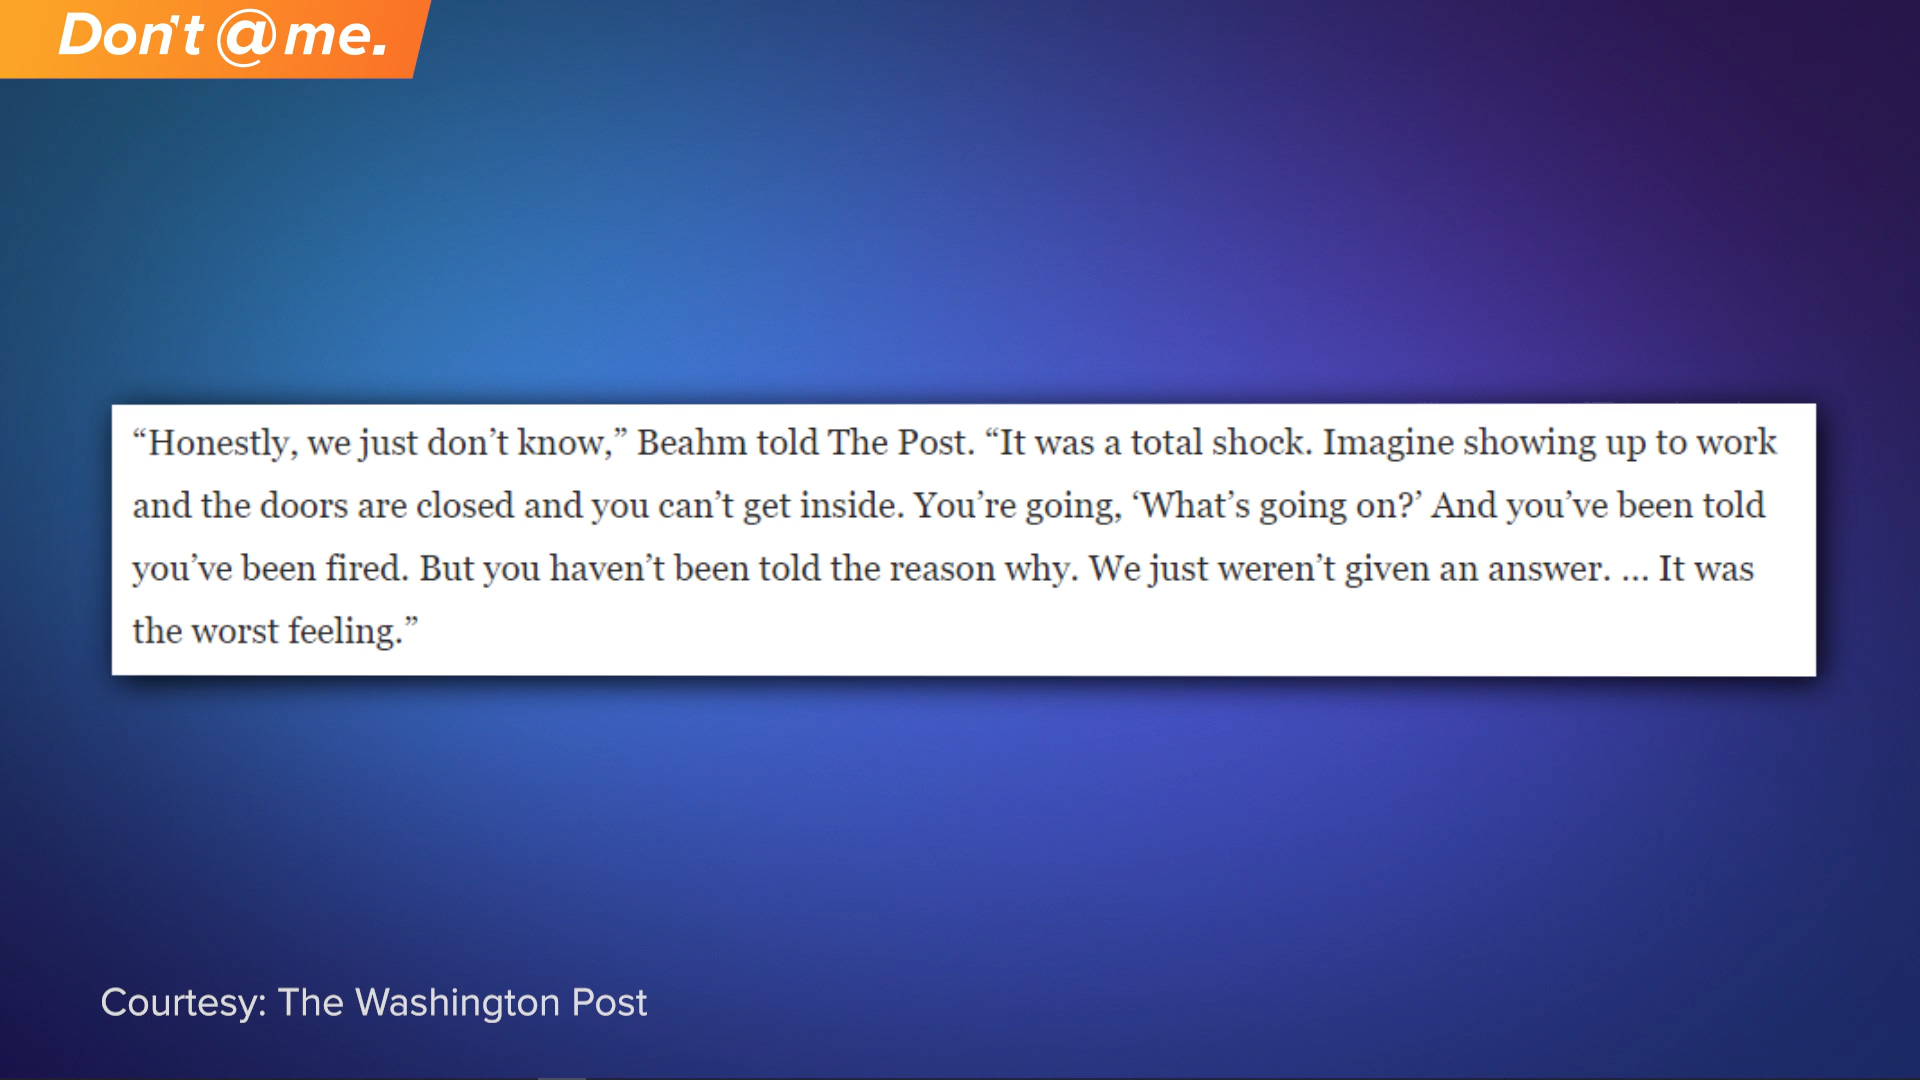 Don't @ me.
“Honestly, we just don’t know,” Beahm told The Post. “It was a total shock. Imagine showing up to work
and the doors are closed and you can’t get inside. You’re going, ‘What’s going on?’ And you’ve been told
you’ve been fired. But you haven’t been told the reason why. We just weren’t given an answer. ... It was
the worst feeling.”
Courtesy: The Washington Post